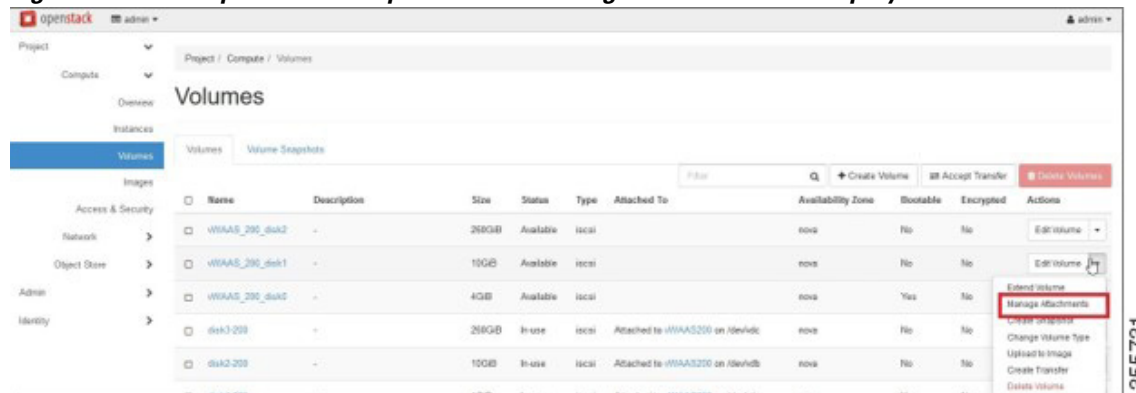 openstack admin
admin
Project
Project / Compute / Volumes
Compute
Overview
Volumes
Instances
Volumes Volume Snapshots
Volumes
Filter + Create Volume Accept Transfer Delete Volumes
Images
Name Description Size Status Type Attached To Availability Zone Bootable Encrypted Actions
Access & Security
vWAAS_200_disk2 - Available iscsi nova No No Edit Volume
Network
vWAAS_200_disk1 - 10GiB Available iscsi nova No No Edit Volume
Object Store
Extend Volume
Admin
vWAAS_200_disk0 - 4GiB Available iscsi nova Yes No
Manage Attachments
Identity
Create Snapshot
disk3-200 - In-use iscsi Attached to vWAAS200 on /dev/vdc nova No No
Change Volume Type
Upload to Image
disk2-200 - 10GiB In-use iscsi Attached to vWAAS200 on /dev/vdb nova No No
Create Transfer
Delete Volume
355721